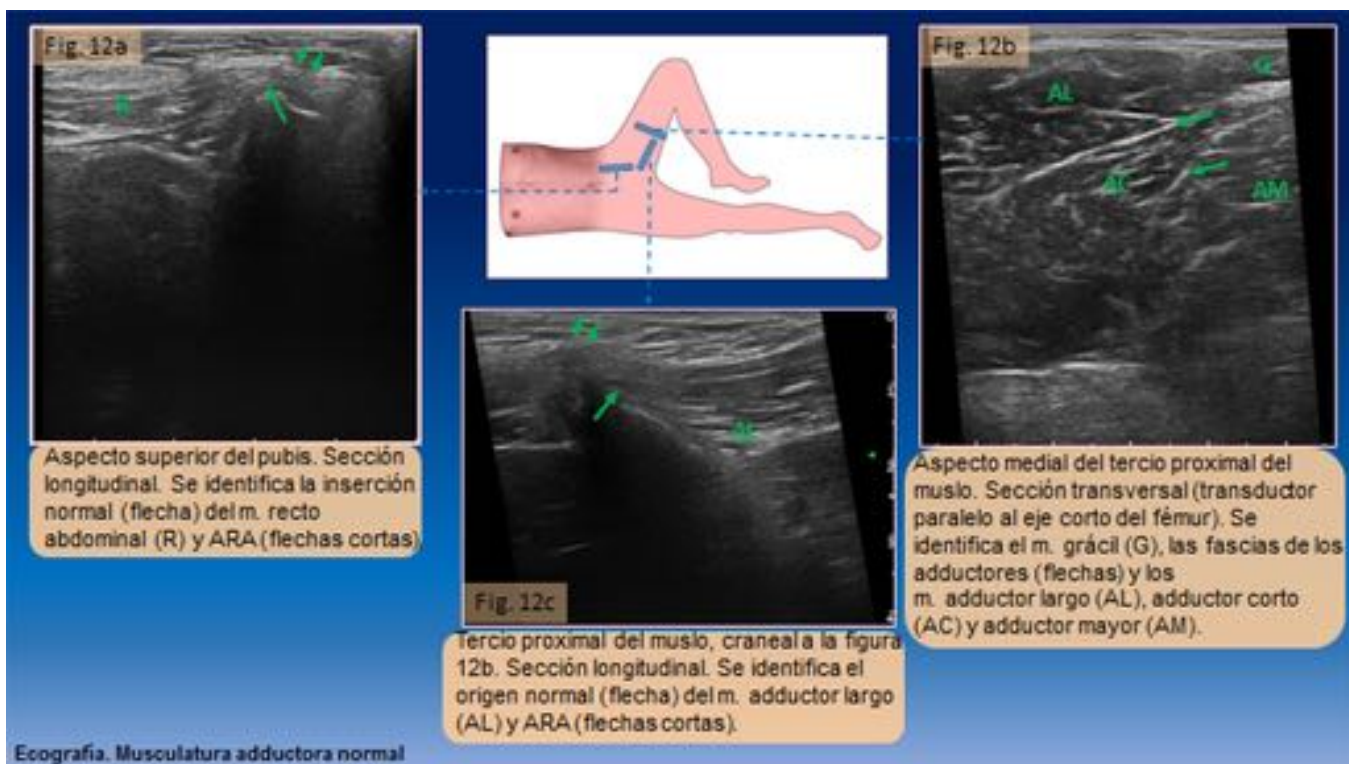 Fig. 12a
R
Aspecto superior del pubis. Sección
longitudinal. Se identifica la inserción
normal (flecha) del m. recto
abdominal (R) y ARA (flechas cortas)
Fig. 12b
AL
G
AC
AM
Aspecto medial del tercio proximal del
muslo. Sección transversal (transductor
paralelo al eje corto del fémur). Se
identifica el m. grácil (G), las fascias de los
adductores (flechas) y los
m. adductor largo (AL), adductor corto
(AC) y adductor mayor (AM).
AL
Fig. 12c
Tercio proximal del muslo, craneal a la figura
12b. Sección longitudinal. Se identifica el
origen normal (flecha) del m. adductor largo
(AL) y ARA (flechas cortas).
Ecografia. Musculatura adductora normal